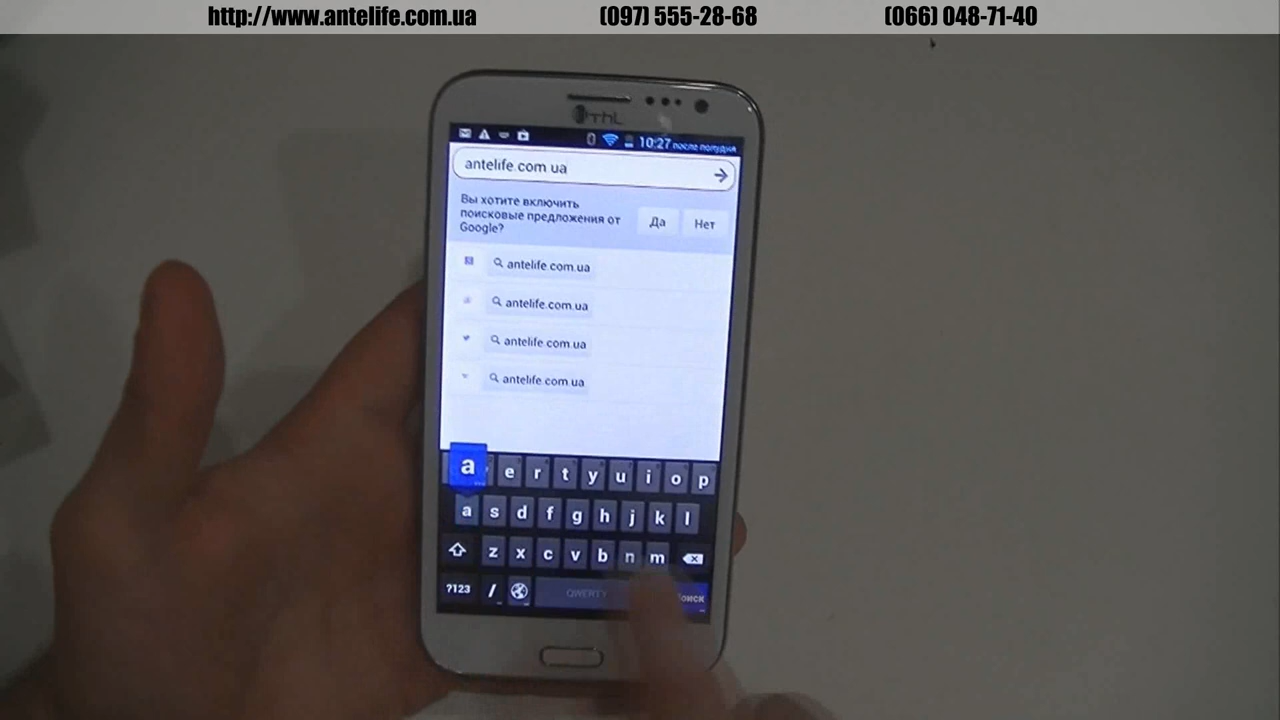 http://www.antelife.com.ua (097) 555-28-68 (066) 048-71-40
THL
10:27 после полудня
antelife.com.ua
Вы хотите включить
поисковые предложения от
Google?
Да Нет
antelife.com.ua
antelife.com.ua
antelife.com.ua
antelife.com.ua
a e r t y u i o p
a s d f g h j k l
z x c v b n m
?123 / QWERTY